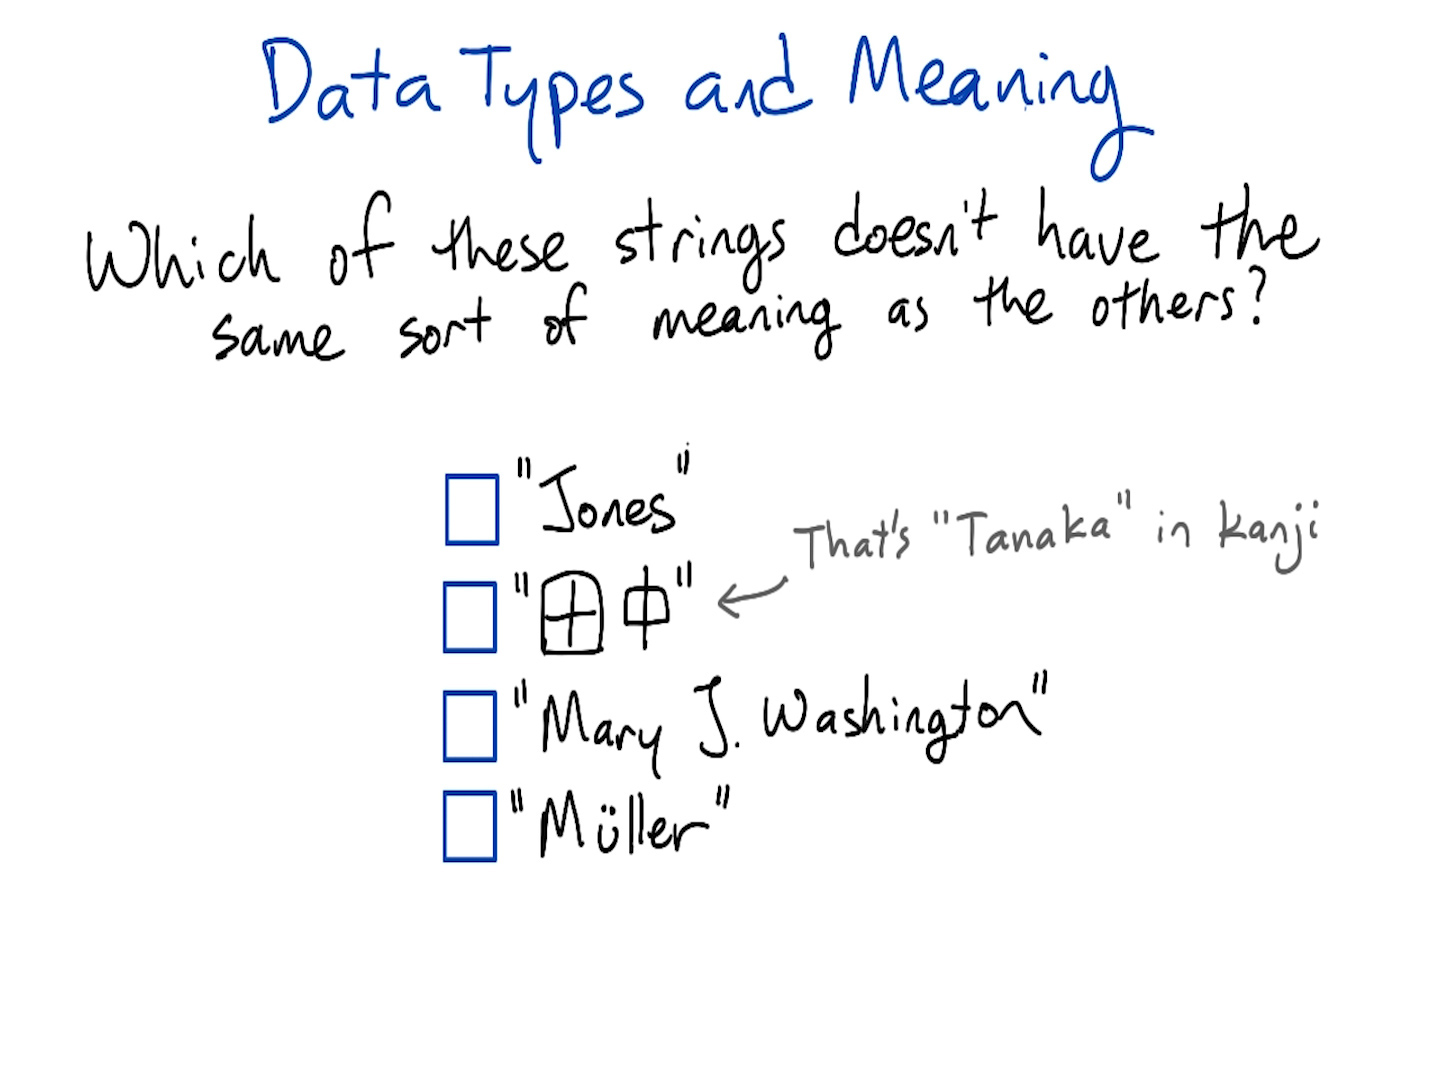 Data Types and Meaning
Which of these strings doesn't have the
same sort of meaning as the others?
"Jones"
That's "Tanaka" in kanji
"田中"
"Mary J. Washington"
"Müller"